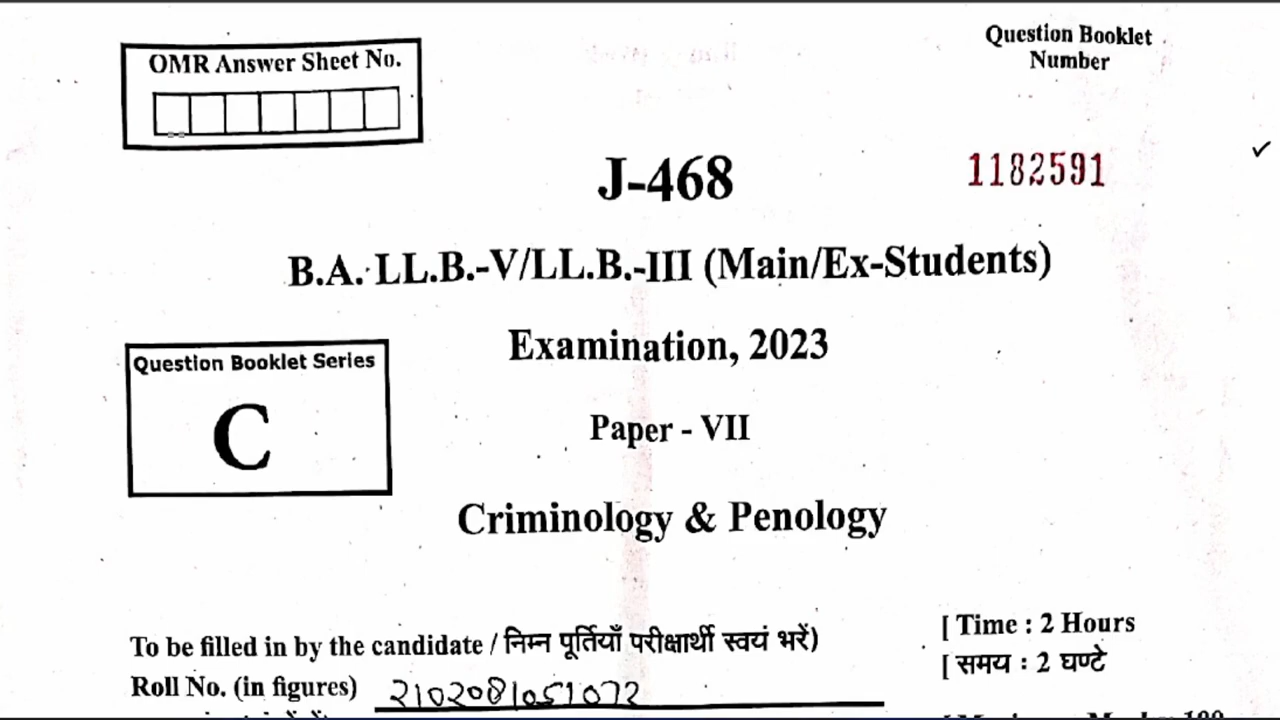 OMR Answer Sheet No.
Question Booklet
Number
J-468
1182591
B.A. LL.B.-V/LL.B.-III (Main/Ex-Students)
Examination, 2023
Question Booklet Series
C
Paper - VII
Criminology & Penology
To be filled in by the candidate / निम्न पूर्तियाँ परीक्षार्थी स्वयं भरें)
[ Time : 2 Hours
[ समय : 2 घण्टे
Roll No. (in figures) 2102081051072